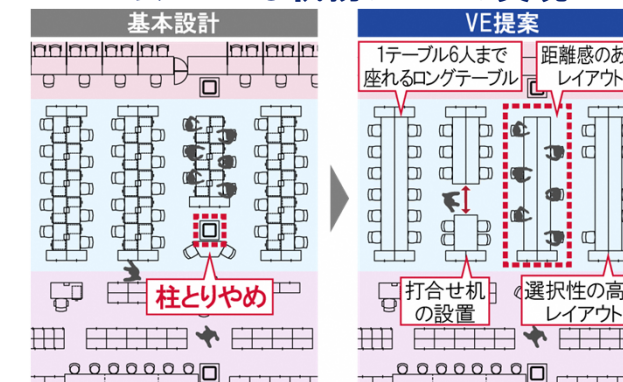 基本設計
VE提案
1テーブル6人まで
座れるロングテーブル
距離感のあ
レイアウト
柱とりやめ
打合せ机
の設置
選択性の高
レイアウト